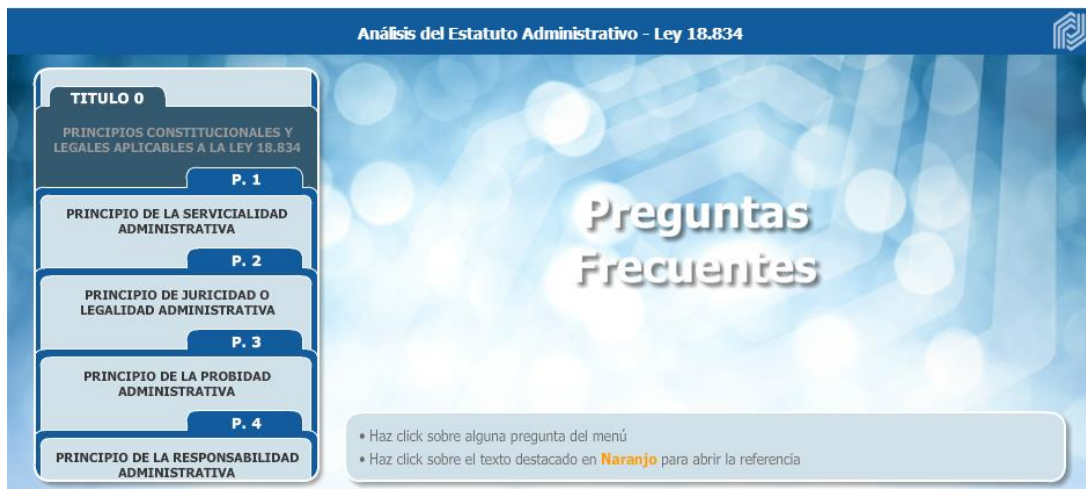 Análisis del Estatuto Administrativo - Ley 18.834
TITULO 0
PRINCIPIOS CONSTITUCIONALES Y
LEGALES APLICABLES A LA LEY 18.834
P. 1
PRINCIPIO DE LA SERVICIALIDAD
ADMINISTRATIVA
P. 2
PRINCIPIO DE JURICIDAD O
LEGALIDAD ADMINISTRATIVA
P. 3
PRINCIPIO DE LA PROBIDAD
ADMINISTRATIVA
P. 4
PRINCIPIO DE LA RESPONSABILIDAD
ADMINISTRATIVA
Preguntas
Frecuentes
• Haz click sobre alguna pregunta del menú
• Haz click sobre el texto destacado en Naranjo para abrir la referencia